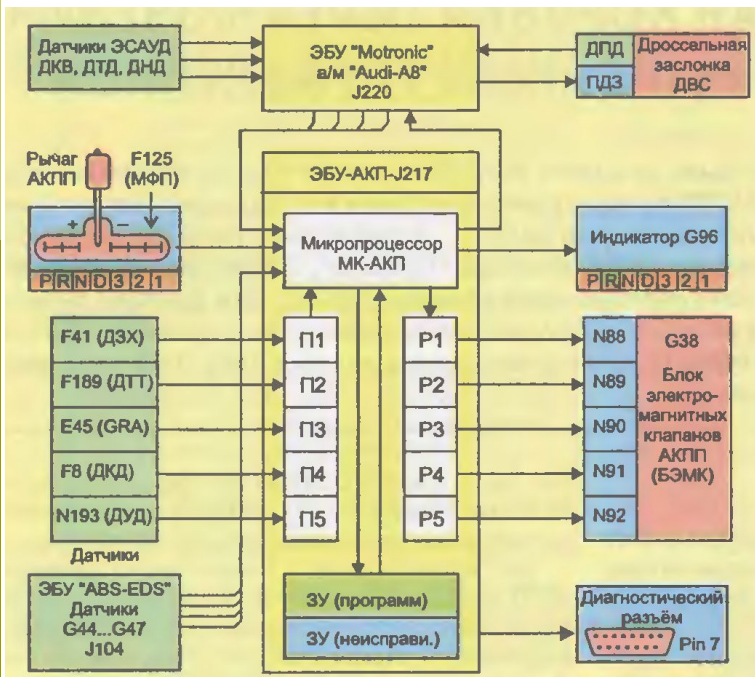 Датчики ЭСАУД
ДКВ, ДТД, ДНД
ЭБУ "Motronic"
а/м "Audi-A8"
J220
ДПД
ПДЗ
Дроссельная
заслонка
ДВС
Рычаг
АКПП
F125
(МФП)
+ −
P R N D 3 2 1
ЭБУ-АКП-J217
Микропроцессор
МК-АКП
Индикатор G96
P R N D 3 2 1
F41 (ДЗХ)
F189 (ДТТ)
E45 (GRA)
F8 (ДКД)
N193 (ДУД)
Датчики
П1
П2
П3
П4
П5
Р1
Р2
Р3
Р4
Р5
N88
N89
N90
N91
N92
G38
Блок
электро-
магнитных
клапанов
АКПП
(БЭМК)
ЭБУ "ABS-EDS"
Датчики
G44...G47
J104
ЗУ (программ)
ЗУ (неисправи.)
Диагностический
разъём
Pin 7